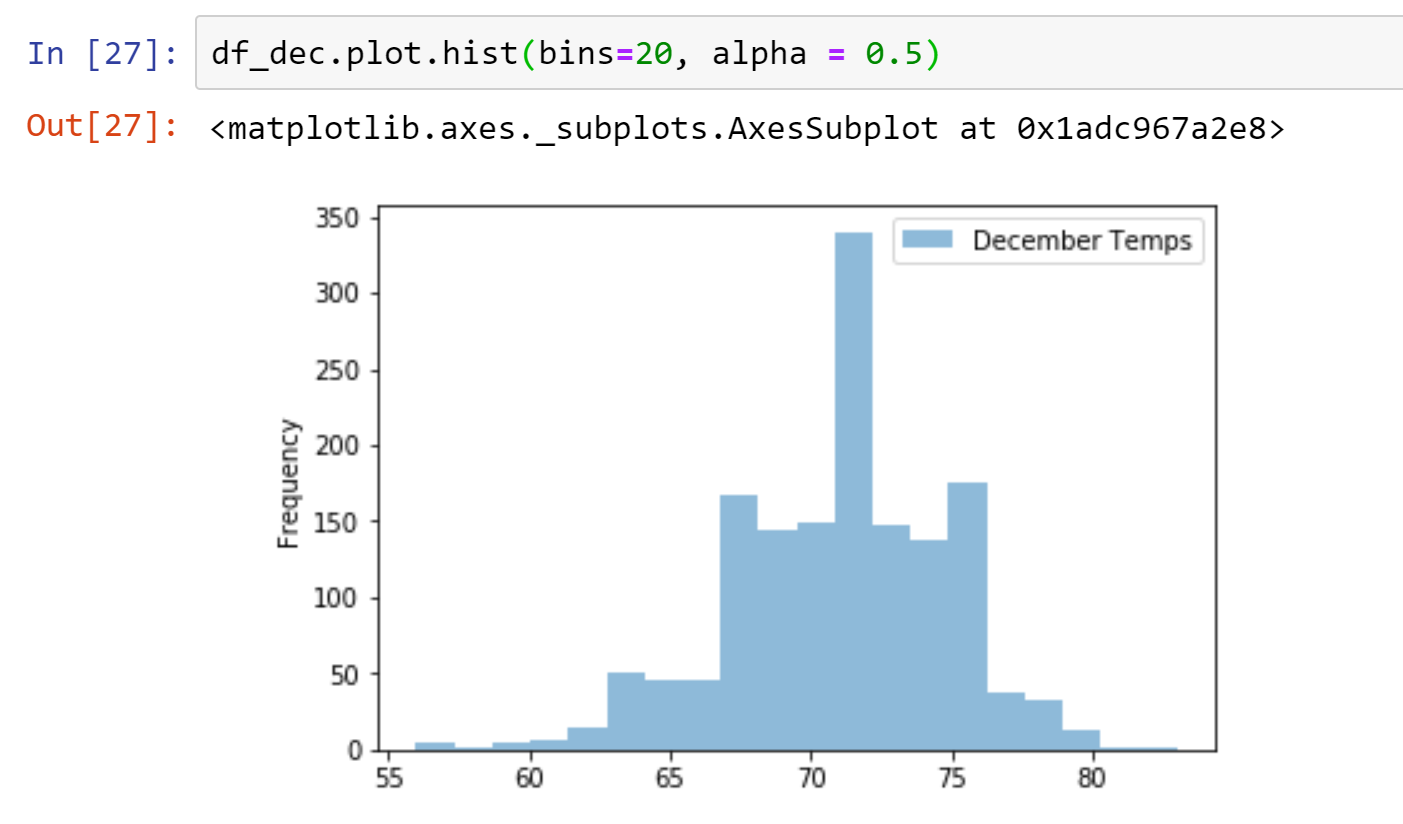 In [27]: df_dec.plot.hist(bins=20, alpha = 0.5)
Out[27]: <matplotlib.axes._subplots.AxesSubplot at 0x1adc967a2e8>
December Temps
350
300
250
200
150
100
50
0
Frequency
55 60 65 70 75 80